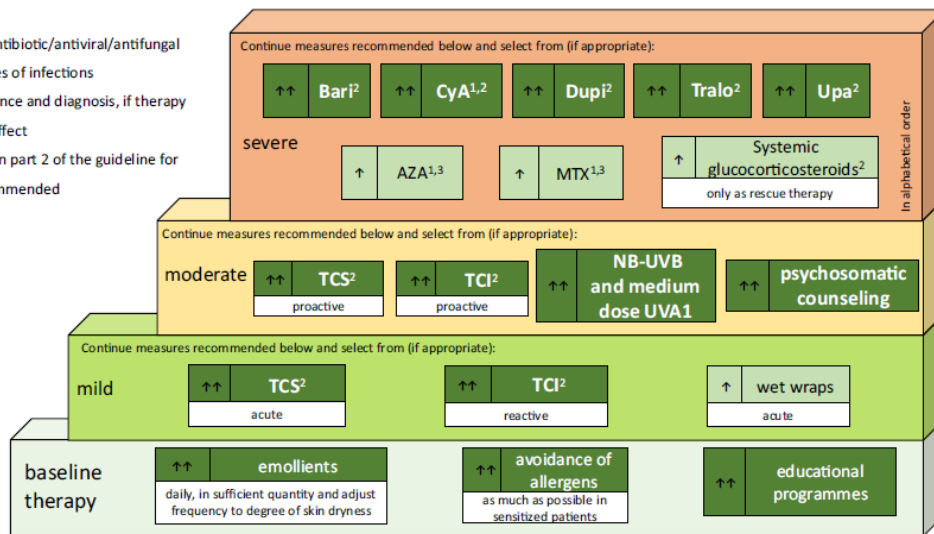 ntibiotic/antiviral/antifungal
es of infections
nce and diagnosis, if therapy
ffect
n part 2 of the guideline for
mmended
Continue measures recommended below and select from (if appropriate):
↑↑ Bari²
↑↑ CyA¹,²
↑↑ Dupi²
↑↑ Tralo²
↑↑ Upa²
severe
↑ AZA¹,³
↑ MTX¹,³
↑ Systemic
glucocorticosteroids²
only as rescue therapy
In alphabetical order
Continue measures recommended below and select from (if appropriate):
moderate
↑↑ TCS²
proactive
↑↑ TCI²
proactive
↑↑ NB-UVB
and medium
dose UVA1
↑↑ psychosomatic
counseling
Continue measures recommended below and select from (if appropriate):
mild
↑↑ TCS²
acute
↑↑ TCI²
reactive
↑ wet wraps
acute
baseline
therapy
↑↑ emollients
daily, in sufficient quantity and adjust
frequency to degree of skin dryness
↑↑ avoidance of
allergens
as much as possible in
sensitized patients
↑↑ educational
programmes